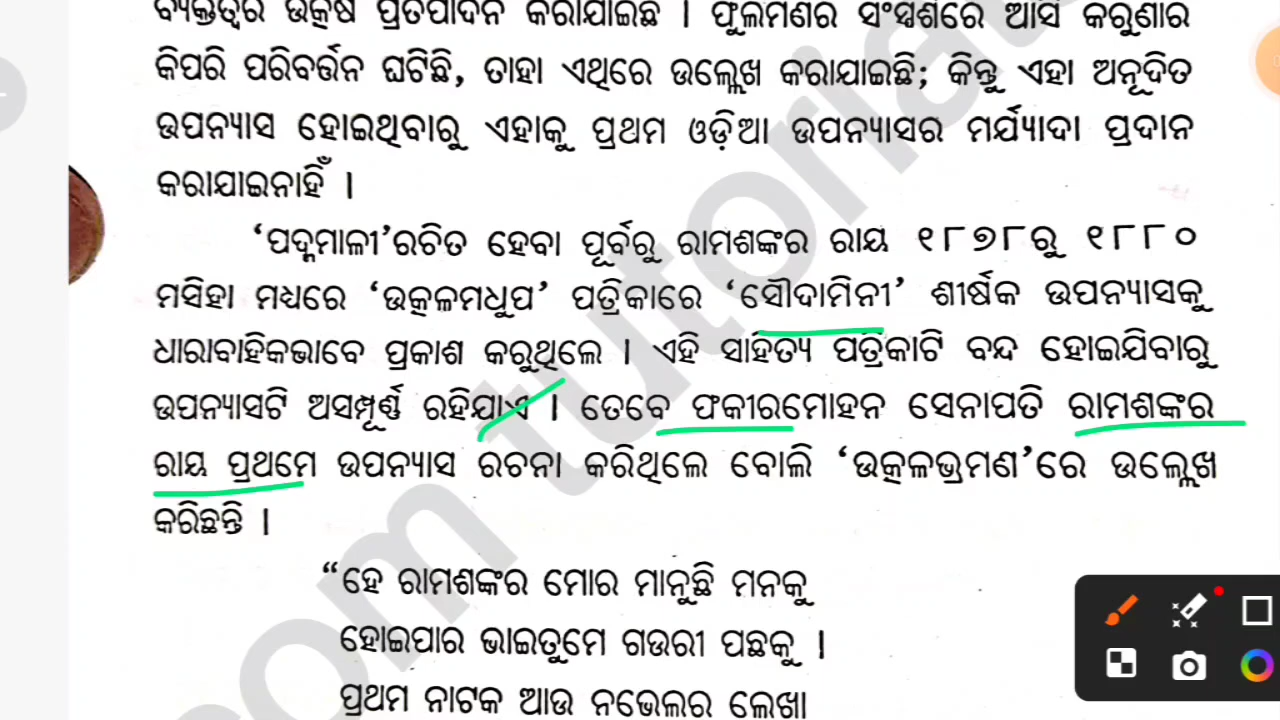 ବ୍ୟକ୍ତିତ୍ୱର ଉତ୍କର୍ଷ ପ୍ରତିପାଦନ କରାଯାଇଛି । ଫୁଲମଣିର ସଂସ୍ପର୍ଶରେ ଆସି କରୁଣାର
କିପରି ପରିବର୍ତ୍ତନ ଘଟିଛି, ତାହା ଏଥିରେ ଉଲ୍ଲେଖ କରାଯାଇଛି; କିନ୍ତୁ ଏହା ଅନୂଦିତ
ଉପନ୍ୟାସ ହୋଇଥିବାରୁ ଏହାକୁ ପ୍ରଥମ ଓଡ଼ିଆ ଉପନ୍ୟାସର ମର୍ଯ୍ୟାଦା ପ୍ରଦାନ
କରାଯାଇନାହିଁ ।
‘ପଦ୍ମମାଳୀ’ରଚିତ ହେବା ପୂର୍ବରୁ ରାମଶଙ୍କର ରାୟ ୧୮୭୮ରୁ ୧୮୮୦
ମସିହା ମଧ୍ୟରେ ‘ଉତ୍କଳମଧୁପ’ ପତ୍ରିକାରେ ‘ସୌଦାମିନୀ’ ଶୀର୍ଷକ ଉପନ୍ୟାସକୁ
ଧାରାବାହିକଭାବେ ପ୍ରକାଶ କରୁଥିଲେ । ଏହି ସାହିତ୍ୟ ପତ୍ରିକାଟି ବନ୍ଦ ହୋଇଯିବାରୁ
ଉପନ୍ୟାସଟି ଅସମ୍ପୂର୍ଣ୍ଣ ରହିଯାଏ । ତେବେ ଫକୀରମୋହନ ସେନାପତି ରାମଶଙ୍କର
ରାୟ ପ୍ରଥମେ ଉପନ୍ୟାସ ରଚନା କରିଥିଲେ ବୋଲି ‘ଉତ୍କଳଭ୍ରମଣ’ରେ ଉଲ୍ଲେଖ
କରିଛନ୍ତି ।
“ହେ ରାମଶଙ୍କର ମୋର ମାନୁଛି ମନକୁ
ହୋଇପାର ଭାଇତୁମେ ଗଉରୀ ପଛକୁ ।
ପ୍ରଥମ ନାଟକ ଆଉ ନଭେଲର ଲେଖା